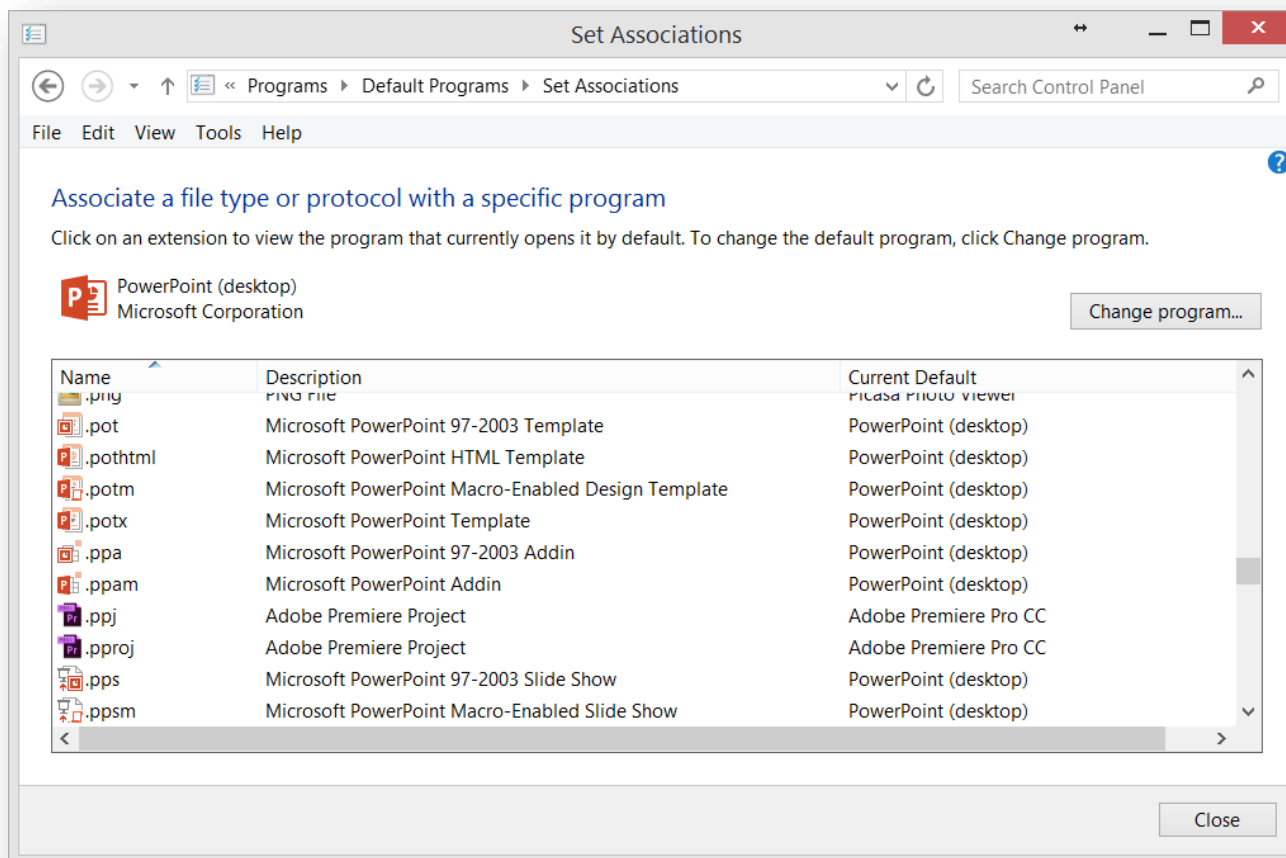 Set Associations
« Programs Default Programs Set Associations Search Control Panel
File Edit View Tools Help
Associate a file type or protocol with a specific program
Click on an extension to view the program that currently opens it by default. To change the default program, click Change program.
PowerPoint (desktop)
Microsoft Corporation
Change program...
Name Description Current Default
.png PNG File Picasa Photo Viewer
.pot Microsoft PowerPoint 97-2003 Template PowerPoint (desktop)
.pothtml Microsoft PowerPoint HTML Template PowerPoint (desktop)
.potm Microsoft PowerPoint Macro-Enabled Design Template PowerPoint (desktop)
.potx Microsoft PowerPoint Template PowerPoint (desktop)
.ppa Microsoft PowerPoint 97-2003 Addin PowerPoint (desktop)
.ppam Microsoft PowerPoint Addin PowerPoint (desktop)
.ppj Adobe Premiere Project Adobe Premiere Pro CC
.pproj Adobe Premiere Project Adobe Premiere Pro CC
.pps Microsoft PowerPoint 97-2003 Slide Show PowerPoint (desktop)
.ppsm Microsoft PowerPoint Macro-Enabled Slide Show PowerPoint (desktop)
Close